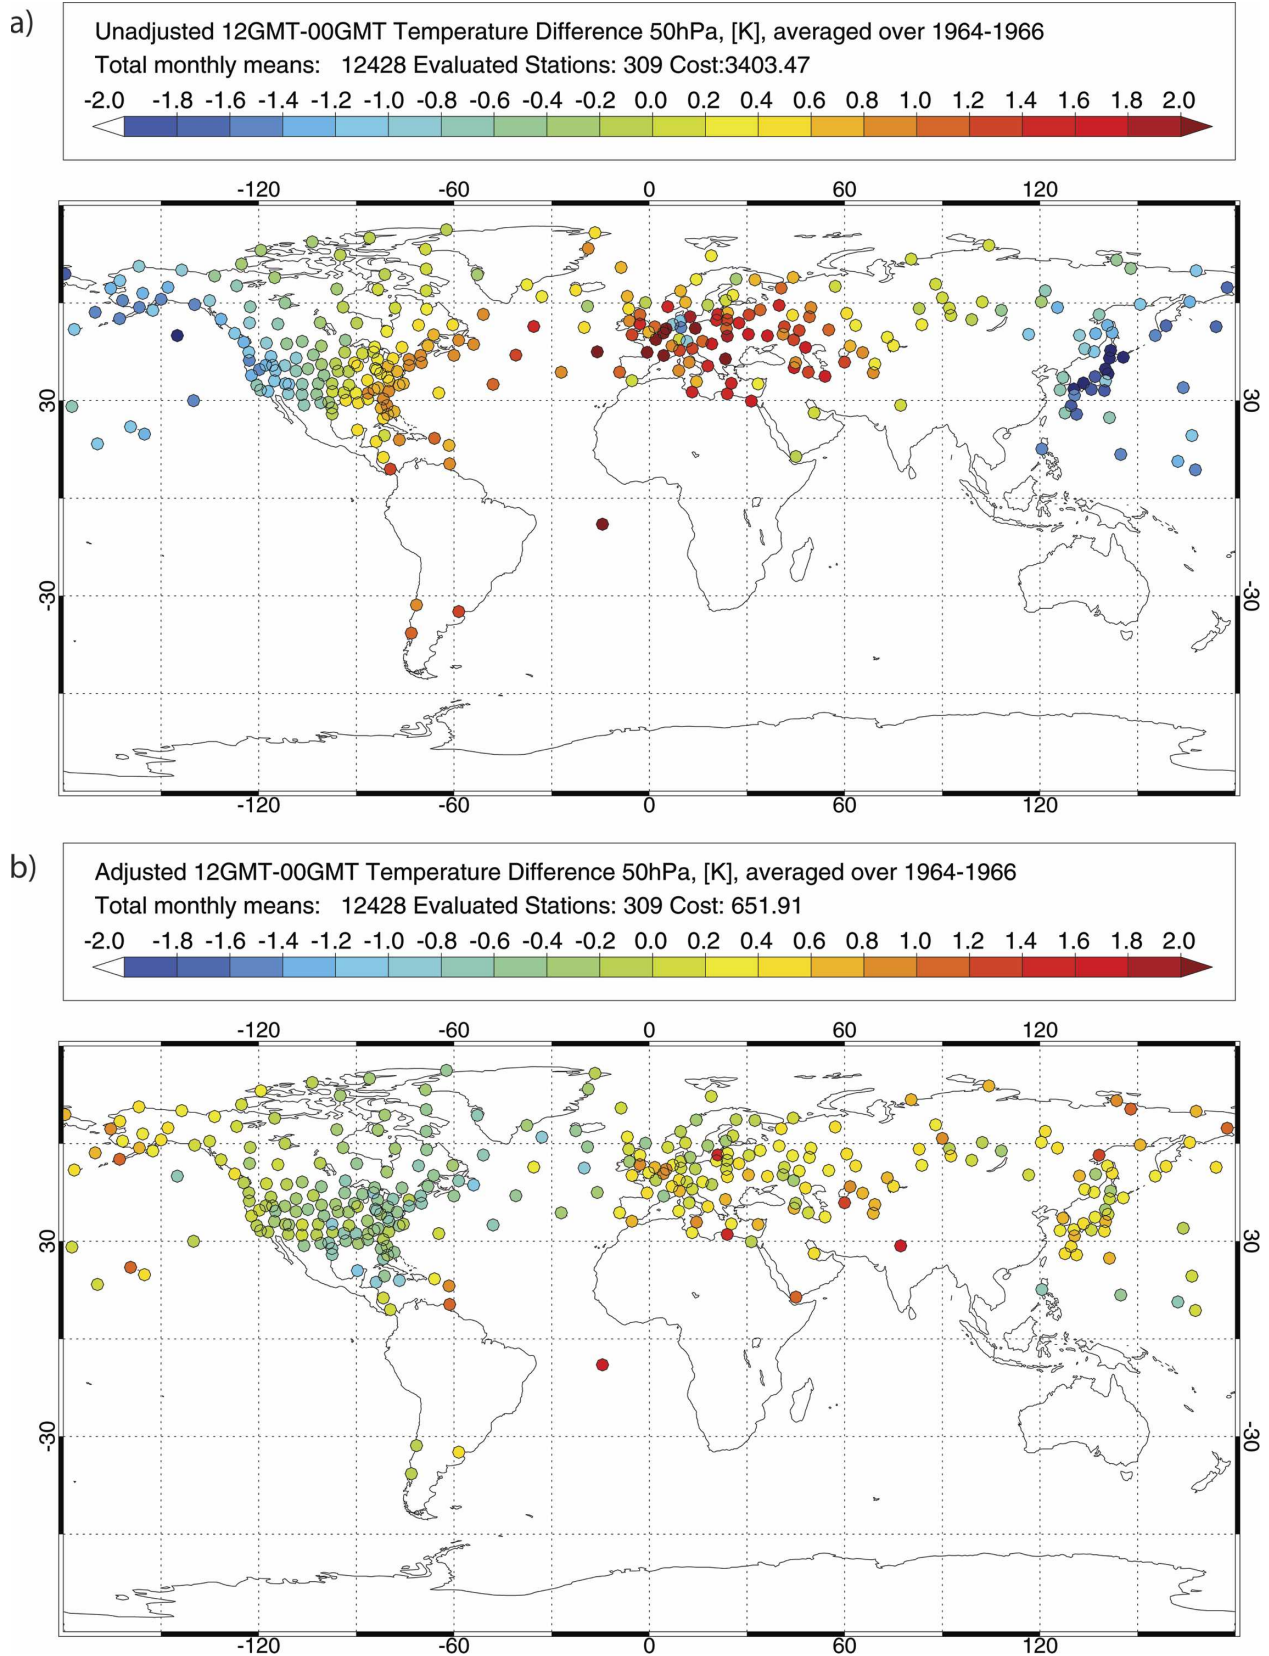 a)
Unadjusted 12GMT-00GMT Temperature Difference 50hPa, [K], averaged over 1964-1966
Total monthly means: 12428 Evaluated Stations: 309 Cost:3403.47
-2.0 -1.8 -1.6 -1.4 -1.2 -1.0 -0.8 -0.6 -0.4 -0.2 0.0 0.2 0.4 0.6 0.8 1.0 1.2 1.4 1.6 1.8 2.0
-120 -60 0 60 120
30 30
-30 -30
-120 -60 0 60 120
b)
Adjusted 12GMT-00GMT Temperature Difference 50hPa, [K], averaged over 1964-1966
Total monthly means: 12428 Evaluated Stations: 309 Cost: 651.91
-2.0 -1.8 -1.6 -1.4 -1.2 -1.0 -0.8 -0.6 -0.4 -0.2 0.0 0.2 0.4 0.6 0.8 1.0 1.2 1.4 1.6 1.8 2.0
-120 -60 0 60 120
30 30
-30 -30
-120 -60 0 60 120